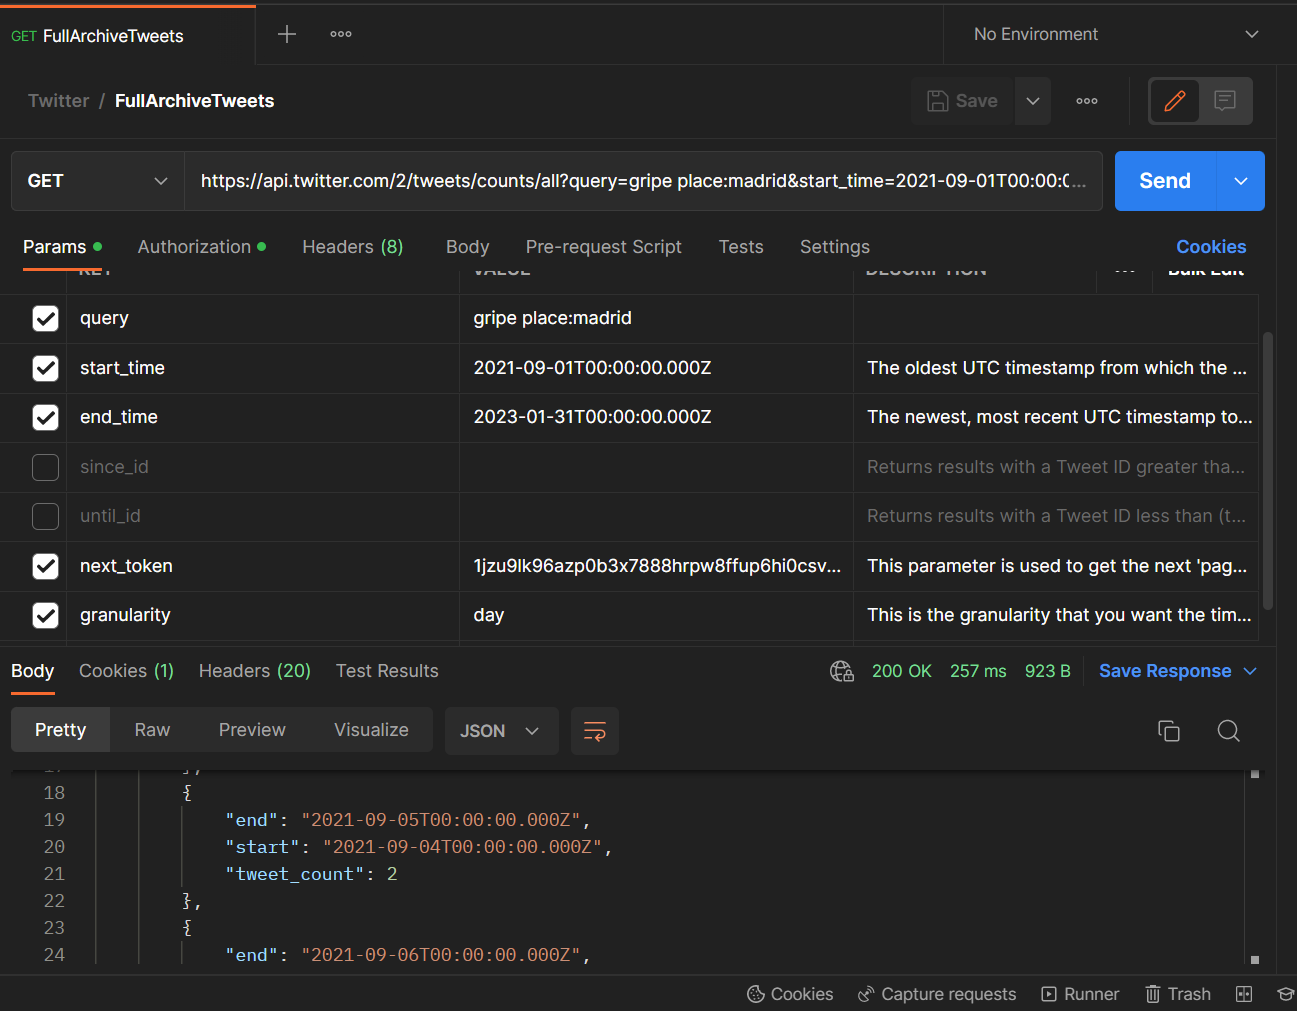 GET FullArchiveTweets
No Environment
Twitter / FullArchiveTweets
Save
GET
https://api.twitter.com/2/tweets/counts/all?query=gripe place:madrid&start_time=2021-09-01T00:00:0...
Send
Params
Authorization
Headers (8)
Body
Pre-request Script
Tests
Settings
Cookies
KEY
VALUE
DESCRIPTION
Bulk Edit
query
gripe place:madrid
start_time
2021-09-01T00:00:00.000Z
The oldest UTC timestamp from which the ...
end_time
2023-01-31T00:00:00.000Z
The newest, most recent UTC timestamp to...
since_id
Returns results with a Tweet ID greater tha...
until_id
Returns results with a Tweet ID less than (t...
next_token
1jzu9lk96azp0b3x7888hrpw8ffup6hi0csv...
This parameter is used to get the next 'pag...
granularity
day
This is the granularity that you want the tim...
Body
Cookies (1)
Headers (20)
Test Results
200 OK
257 ms
923 B
Save Response
Pretty
Raw
Preview
Visualize
JSON
17 },
18 {
19 "end": "2021-09-05T00:00:00.000Z",
20 "start": "2021-09-04T00:00:00.000Z",
21 "tweet_count": 2
22 },
23 {
24 "end": "2021-09-06T00:00:00.000Z",
Cookies
Capture requests
Runner
Trash